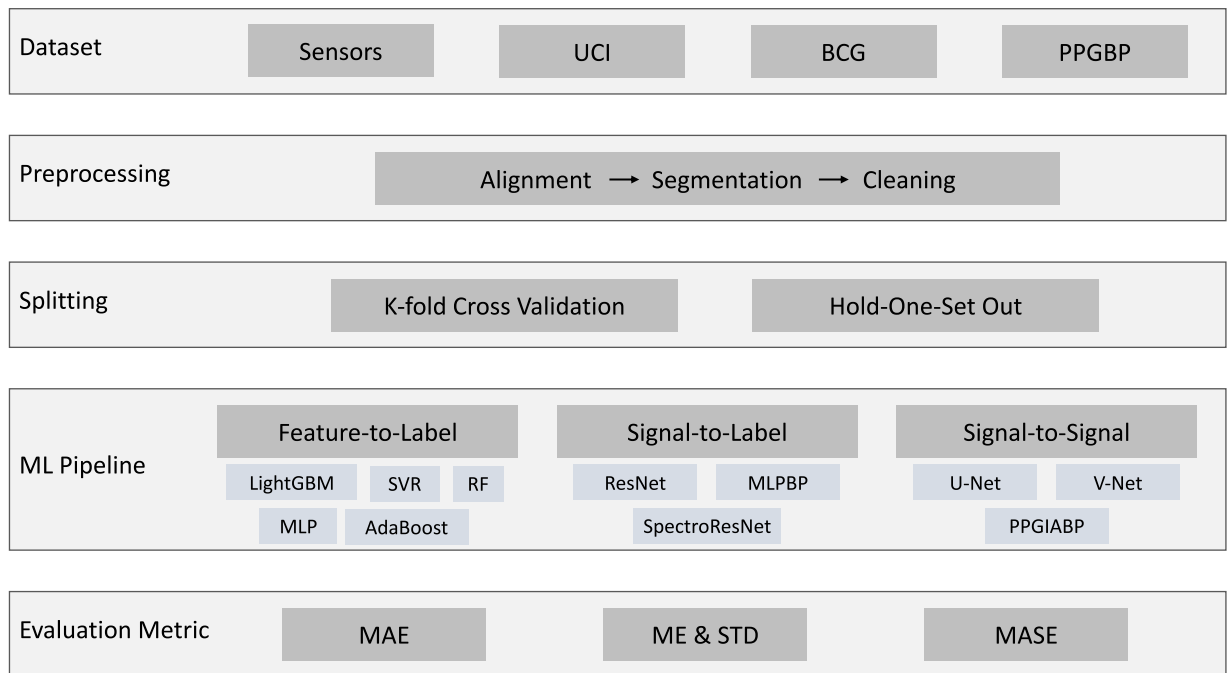 Dataset
Sensors
UCI
BCG
PPGBP
Preprocessing
Alignment → Segmentation → Cleaning
Splitting
K-fold Cross Validation
Hold-One-Set Out
ML Pipeline
Feature-to-Label
LightGBM
SVR
RF
MLP
AdaBoost
Signal-to-Label
ResNet
MLPBP
SpectroResNet
Signal-to-Signal
U-Net
V-Net
PPGIABP
Evaluation Metric
MAE
ME & STD
MASE